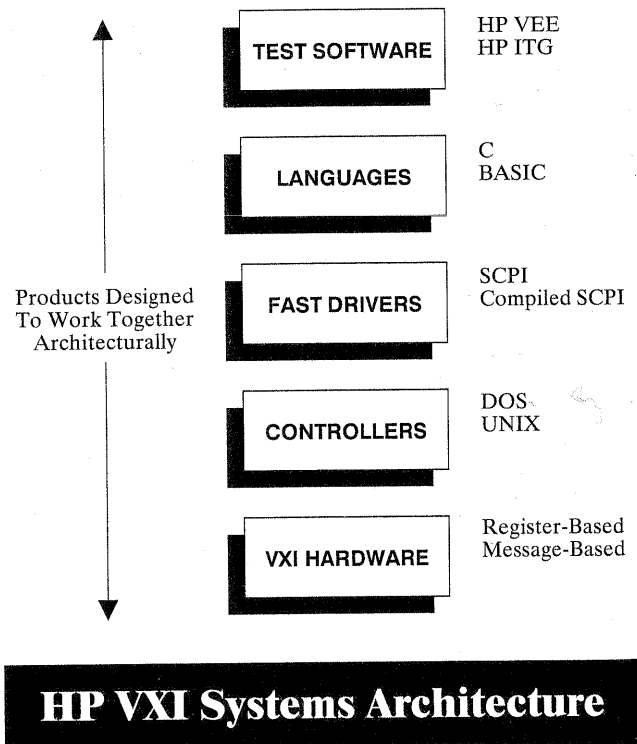 TEST SOFTWARE
HP VEE
HP ITG
LANGUAGES
C
BASIC
Products Designed
To Work Together
Architecturally
FAST DRIVERS
SCPI
Compiled SCPI
CONTROLLERS
DOS
UNIX
VXI HARDWARE
Register-Based
Message-Based
HP VXI Systems Architecture